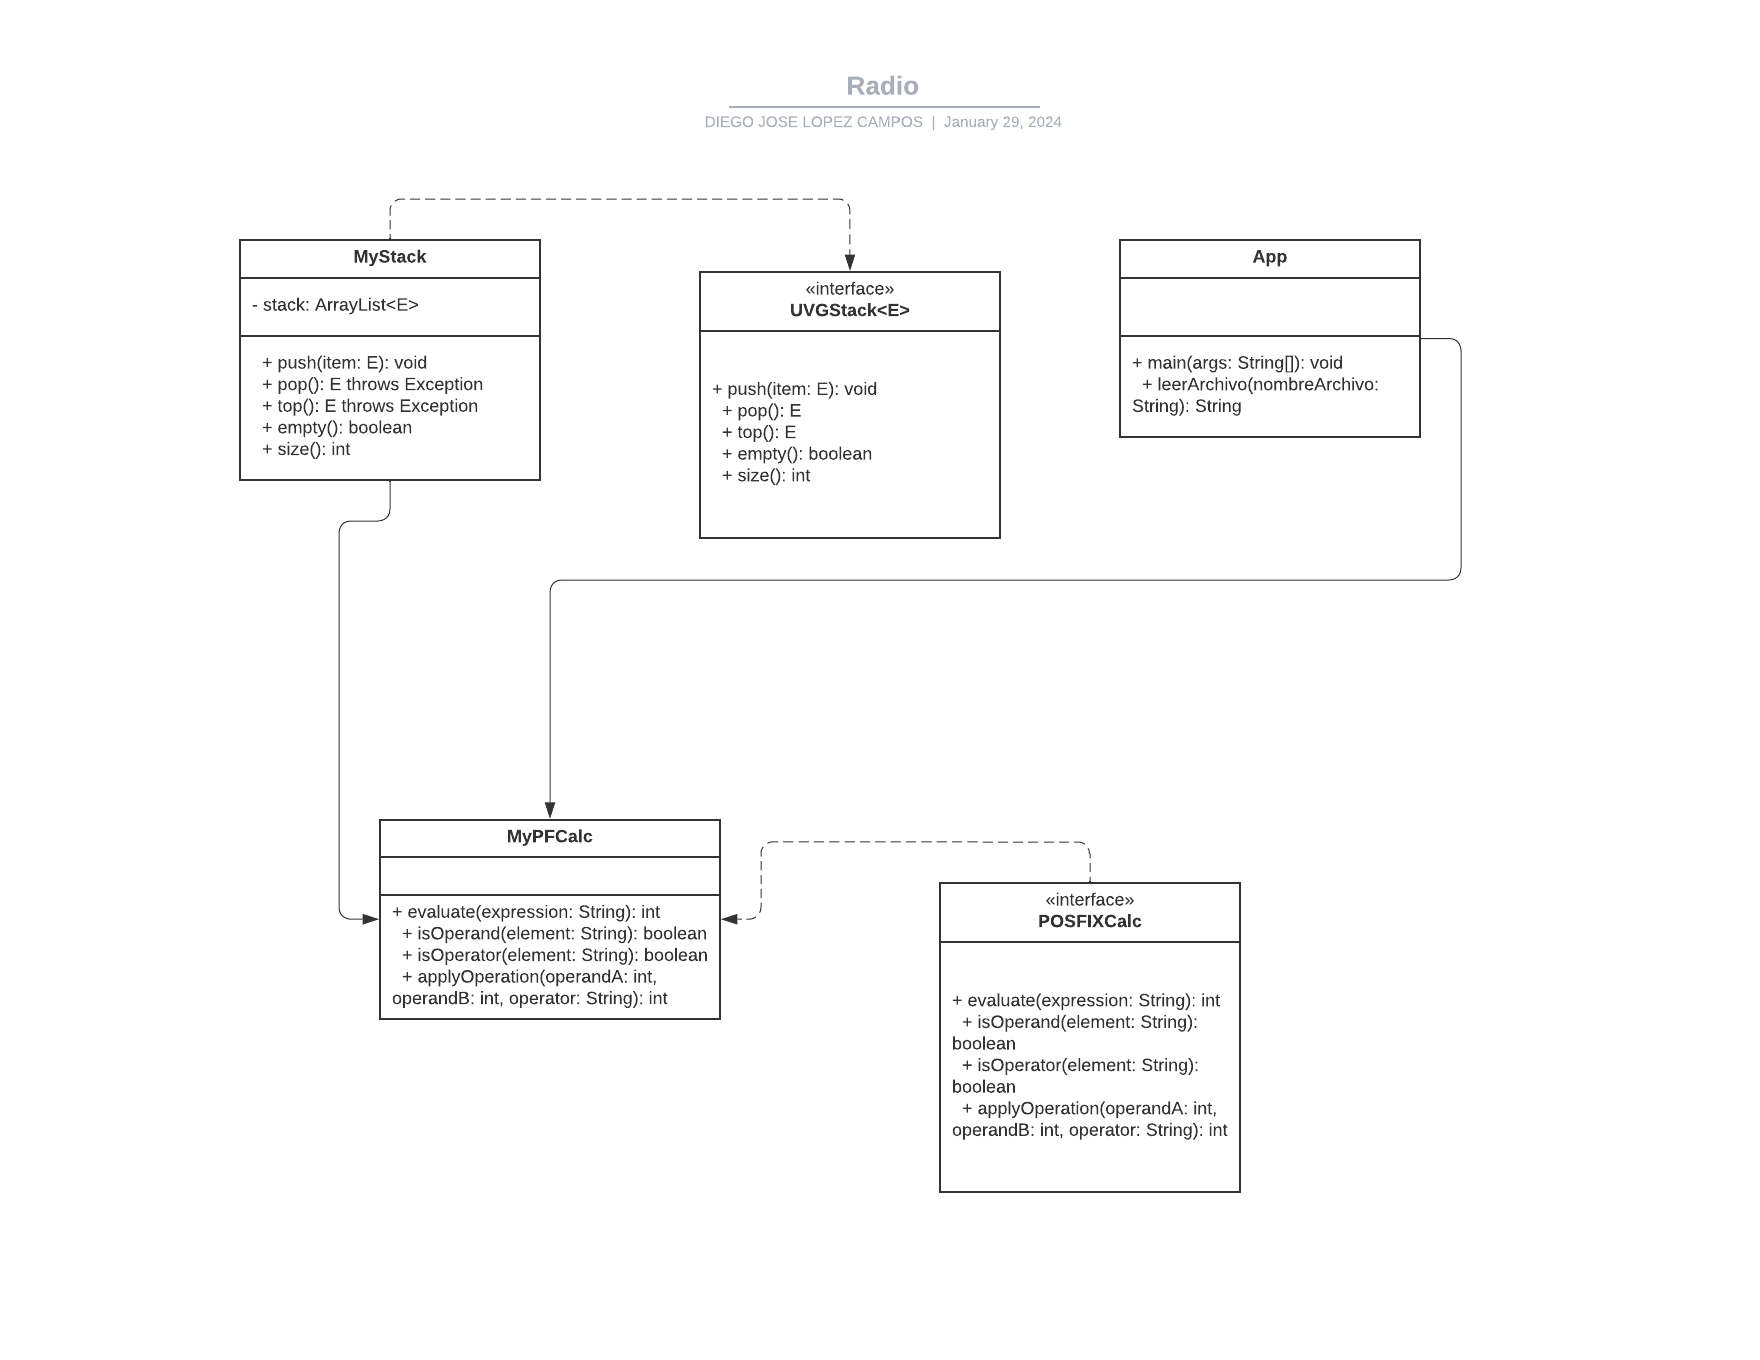 Radio
DIEGO JOSE LOPEZ CAMPOS | January 29, 2024
MyStack
- stack: ArrayList<E>
+ push(item: E): void
+ pop(): E throws Exception
+ top(): E throws Exception
+ empty(): boolean
+ size(): int
«interface»
UVGStack<E>
+ push(item: E): void
+ pop(): E
+ top(): E
+ empty(): boolean
+ size(): int
App
+ main(args: String[]): void
+ leerArchivo(nombreArchivo:
String): String
MyPFCalc
+ evaluate(expression: String): int
+ isOperand(element: String): boolean
+ isOperator(element: String): boolean
+ applyOperation(operandA: int,
operandB: int, operator: String): int
«interface»
POSFIXCalc
+ evaluate(expression: String): int
+ isOperand(element: String):
boolean
+ isOperator(element: String):
boolean
+ applyOperation(operandA: int,
operandB: int, operator: String): int